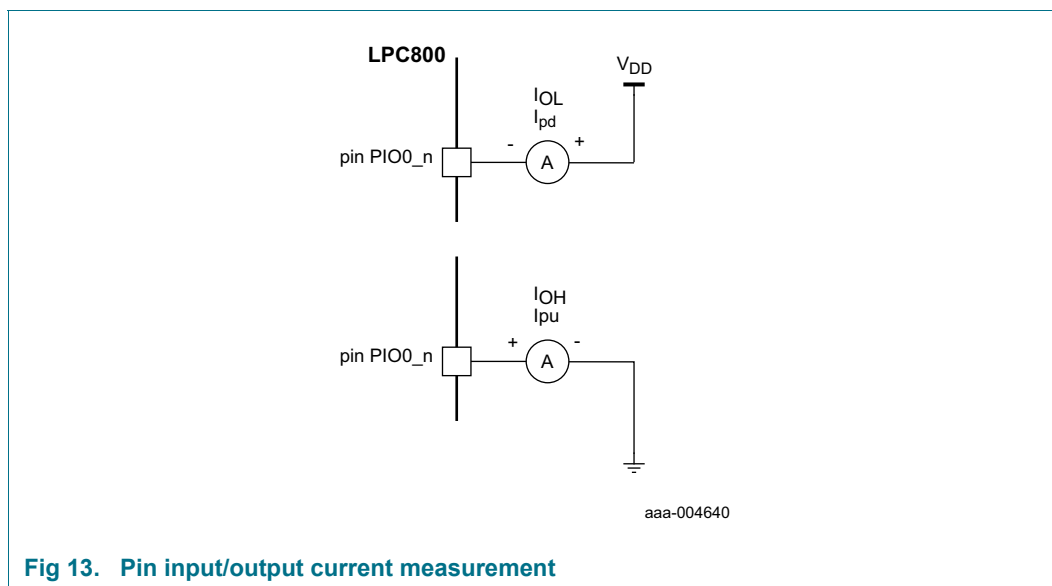 LPC800
VDD
IOL
Ipd
- +
A
pin PIO0_n
IOH
Ipu
+ -
A
pin PIO0_n
aaa-004640
Fig 13. Pin input/output current measurement